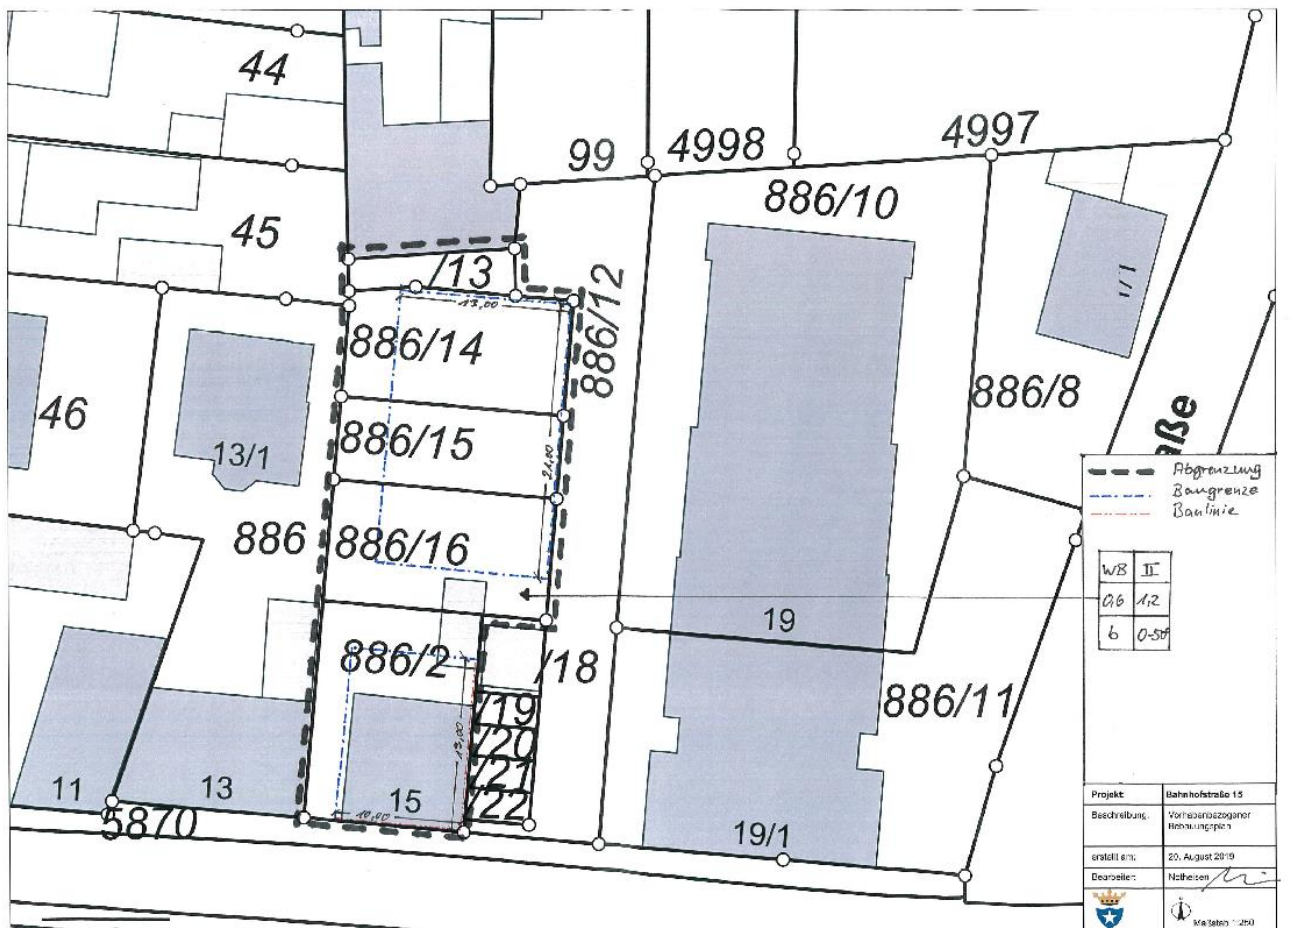 44
99
4998
4997
886/10
45
/13
13,00
886/12
1/1
886/14
886/8
46
886/15
13/1
21,00
aße
Abgrenzung
Baugrenze
Baulinie
886
886/16
WB II
0,6 1,2
b 0-50°
19
886/2
/18
886/11
/19
13,00
/20
/21
/22
11
13
15
10,00
5870
19/1
Projekt: Bahnhofstraße 15
Beschreibung: Vorhabenbezogener
Bebauungsplan
erstellt am: 20. August 2019
Bearbeiter: Notheisen
Maßstab 1:250